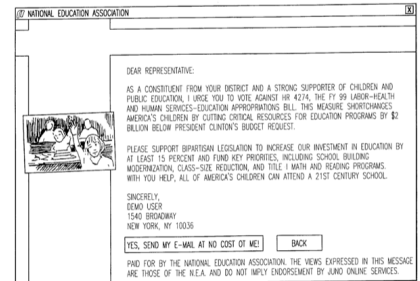 NATIONAL EDUCATION ASSOCIATION
X
DEAR REPRESENTATIVE:
AS A CONSTITUENT FROM YOUR DISTRICT AND A STRONG SUPPORTER OF CHILDREN AND
PUBLIC EDUCATION, I URGE YOU TO VOTE AGAINST HR 4274, THE FY 99 LABOR-HEALTH
AND HUMAN SERVICES-EDUCATION APPROPRIATIONS BILL. THIS MEASURE SHORTCHANGES
AMERICA'S CHILDREN BY CUTTING CRITICAL RESOURCES FOR EDUCATION PROGRAMS BY $2
BILLION BELOW PRESIDENT CLINTON'S BUDGET REQUEST.
PLEASE SUPPORT BIPARTISAN LEGISLATION TO INCREASE OUR INVESTMENT IN EDUCATION BY
AT LEAST 15 PERCENT AND FUND KEY PRIORITIES, INCLUDING SCHOOL BUILDING
MODERNIZATION, CLASS-SIZE REDUCTION, AND TITLE I MATH AND READING PROGRAMS.
WITH YOU HELP, ALL OF AMERICA'S CHILDREN CAN ATTEND A 21ST CENTURY SCHOOL.
SINCERELY,
DEMO USER
1540 BROADWAY
NEW YORK, NY 10036
YES, SEND MY E-MAIL AT NO COST OT ME! BACK
PAID FOR BY THE NATIONAL EDUCATION ASSOCIATION. THE VIEWS EXPRESSED IN THIS MESSAGE
ARE THOSE OF THE N.E.A. AND DO NOT IMPLY ENDORSEMENT BY JUNO ONLINE SERVICES.